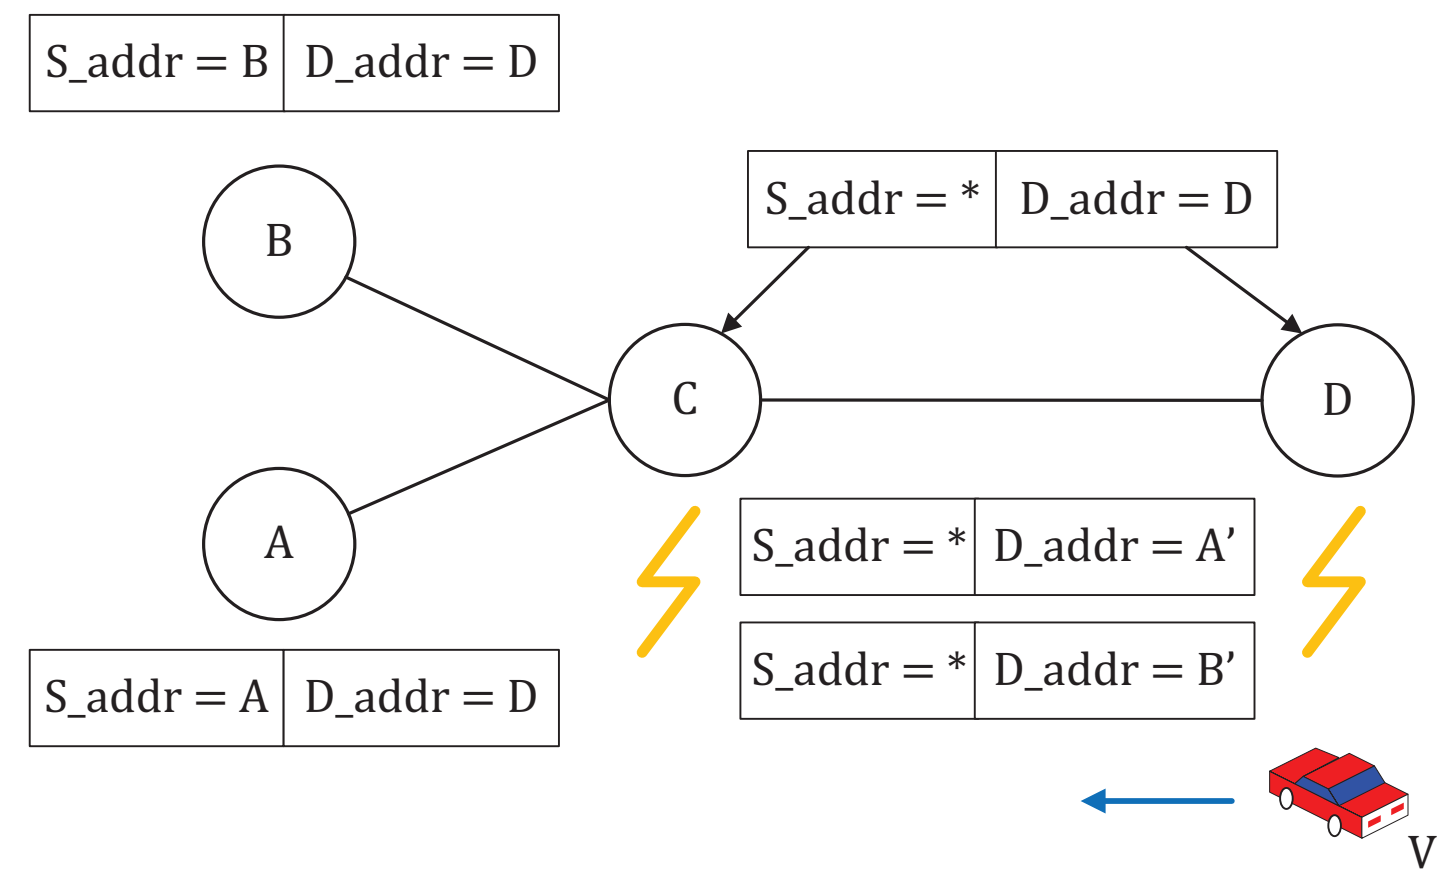 S_addr = B D_addr = D
B
S_addr = * D_addr = D
C
D
A
S_addr = * D_addr = A’
S_addr = * D_addr = B’
S_addr = A D_addr = D
V